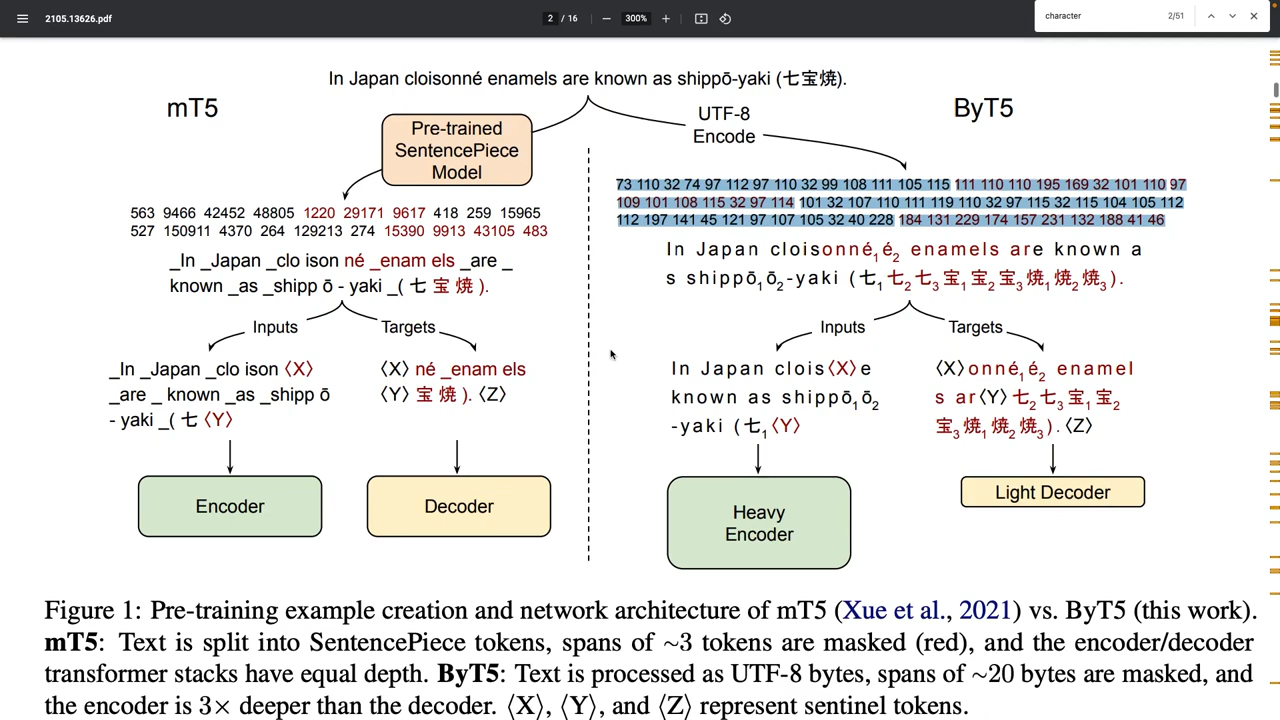 2105.13626.pdf
2 / 16
300%
character
2/51
In Japan cloisonné enamels are known as shippō-yaki (七宝焼).
mT5
Pre-trained
SentencePiece
Model
UTF-8
Encode
ByT5
563 9466 42452 48805 1220 29171 9617 418 259 15965
527 150911 4370 264 129213 274 15390 9913 43105 483
_In _Japan _clo ison né _enam els _are _
known _as _shipp ō - yaki _( 七 宝 焼 ).
Inputs
Targets
_In _Japan _clo ison ⟨X⟩
_are _ known _as _shipp ō
- yaki _( 七 ⟨Y⟩
⟨X⟩ né _enam els
⟨Y⟩ 宝 焼 ). ⟨Z⟩
Encoder
Decoder
73 110 32 74 97 112 97 110 32 99 108 111 105 115 111 110 110 195 169 32 101 110 97
109 101 108 115 32 97 114 101 32 107 110 111 119 110 32 97 115 32 115 104 105 112
112 197 141 45 121 97 107 105 32 40 228 184 131 229 174 157 231 132 188 41 46
In Japan cloisonné₁é₂ enamels are known a
s shippō₁ō₂-yaki (七₁七₂七₃宝₁宝₂宝₃焼₁焼₂焼₃).
Inputs
Targets
In Japan clois⟨X⟩e
known as shippō₁ō₂
-yaki (七₁⟨Y⟩
⟨X⟩onné₁é₂ enamel
s ar⟨Y⟩七₂七₃宝₁宝₂
宝₃焼₁焼₂焼₃).⟨Z⟩
Heavy
Encoder
Light Decoder
Figure 1: Pre-training example creation and network architecture of mT5 (Xue et al., 2021) vs. ByT5 (this work).
mT5: Text is split into SentencePiece tokens, spans of ∼3 tokens are masked (red), and the encoder/decoder
transformer stacks have equal depth. ByT5: Text is processed as UTF-8 bytes, spans of ∼20 bytes are masked, and
the encoder is 3× deeper than the decoder. ⟨X⟩, ⟨Y⟩, and ⟨Z⟩ represent sentinel tokens.